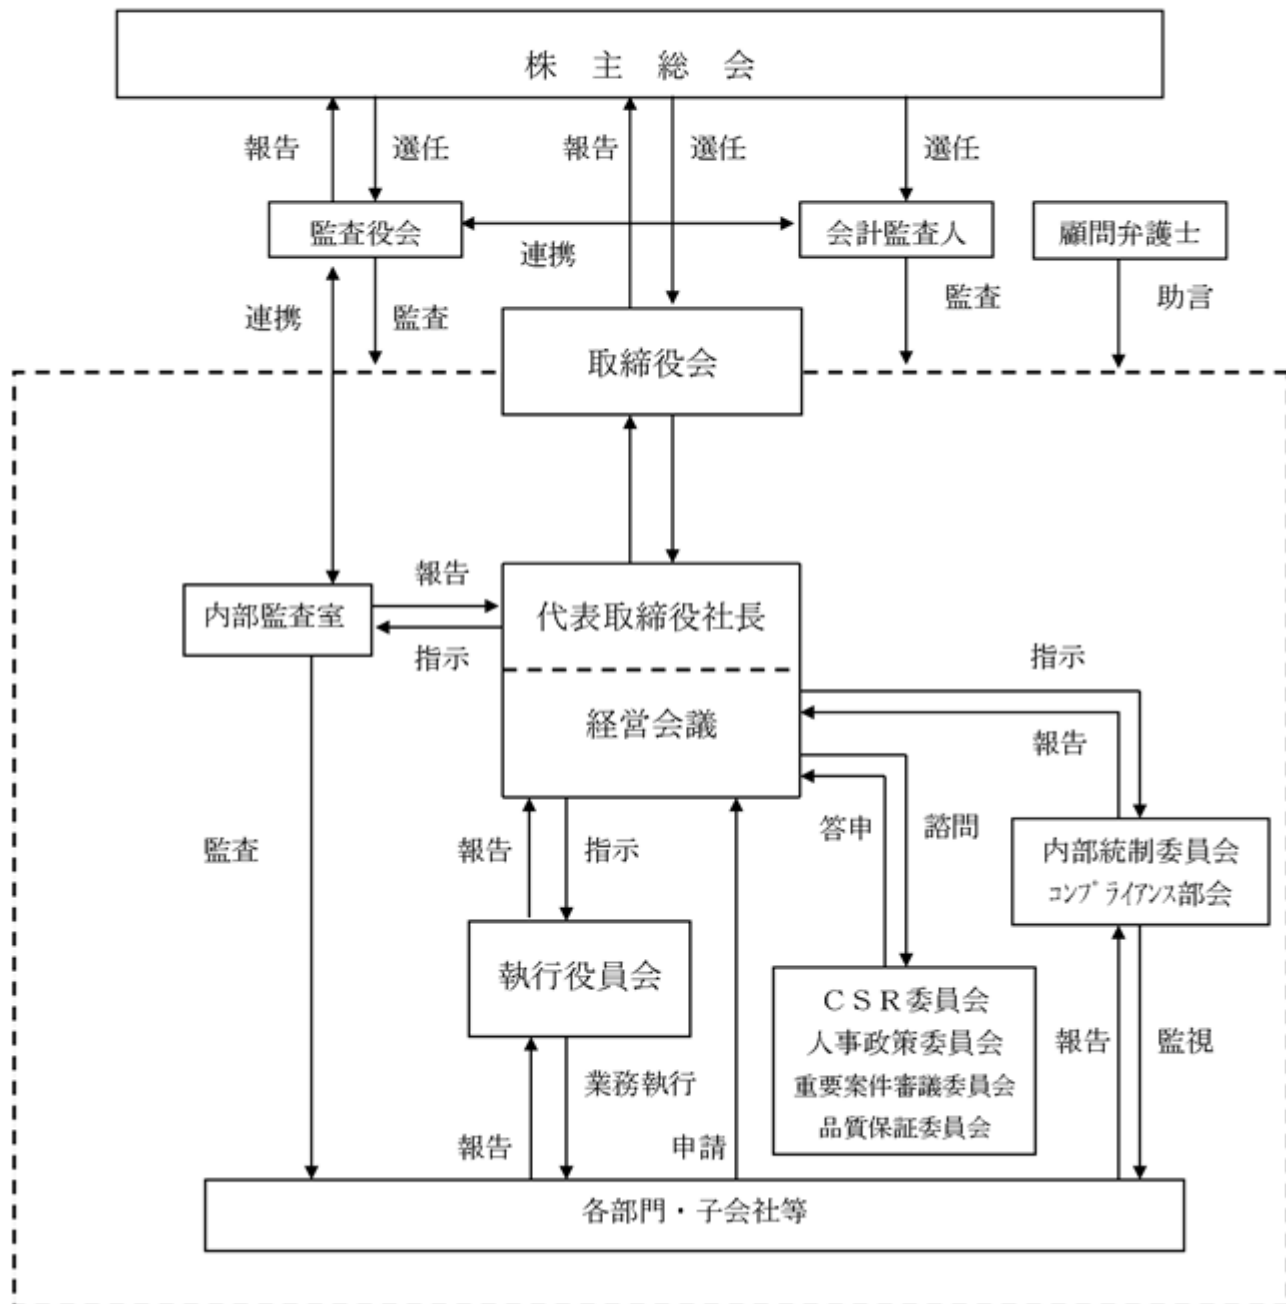 株　主　総　会
報告
選任
報告
選任
選任
監査役会
会計監査人
顧問弁護士
連携
連携
監査
監査
助言
取締役会
報告
内部監査室
代表取締役社長
指示
指示
経営会議
報告
答申
諮問
監査
報告
指示
内部統制委員会
ｺﾝﾌﾟﾗｲｱﾝｽ部会
執行役員会
ＣＳＲ委員会
人事政策委員会
重要案件審議委員会
品質保証委員会
報告
監視
業務執行
報告
申請
各部門・子会社等